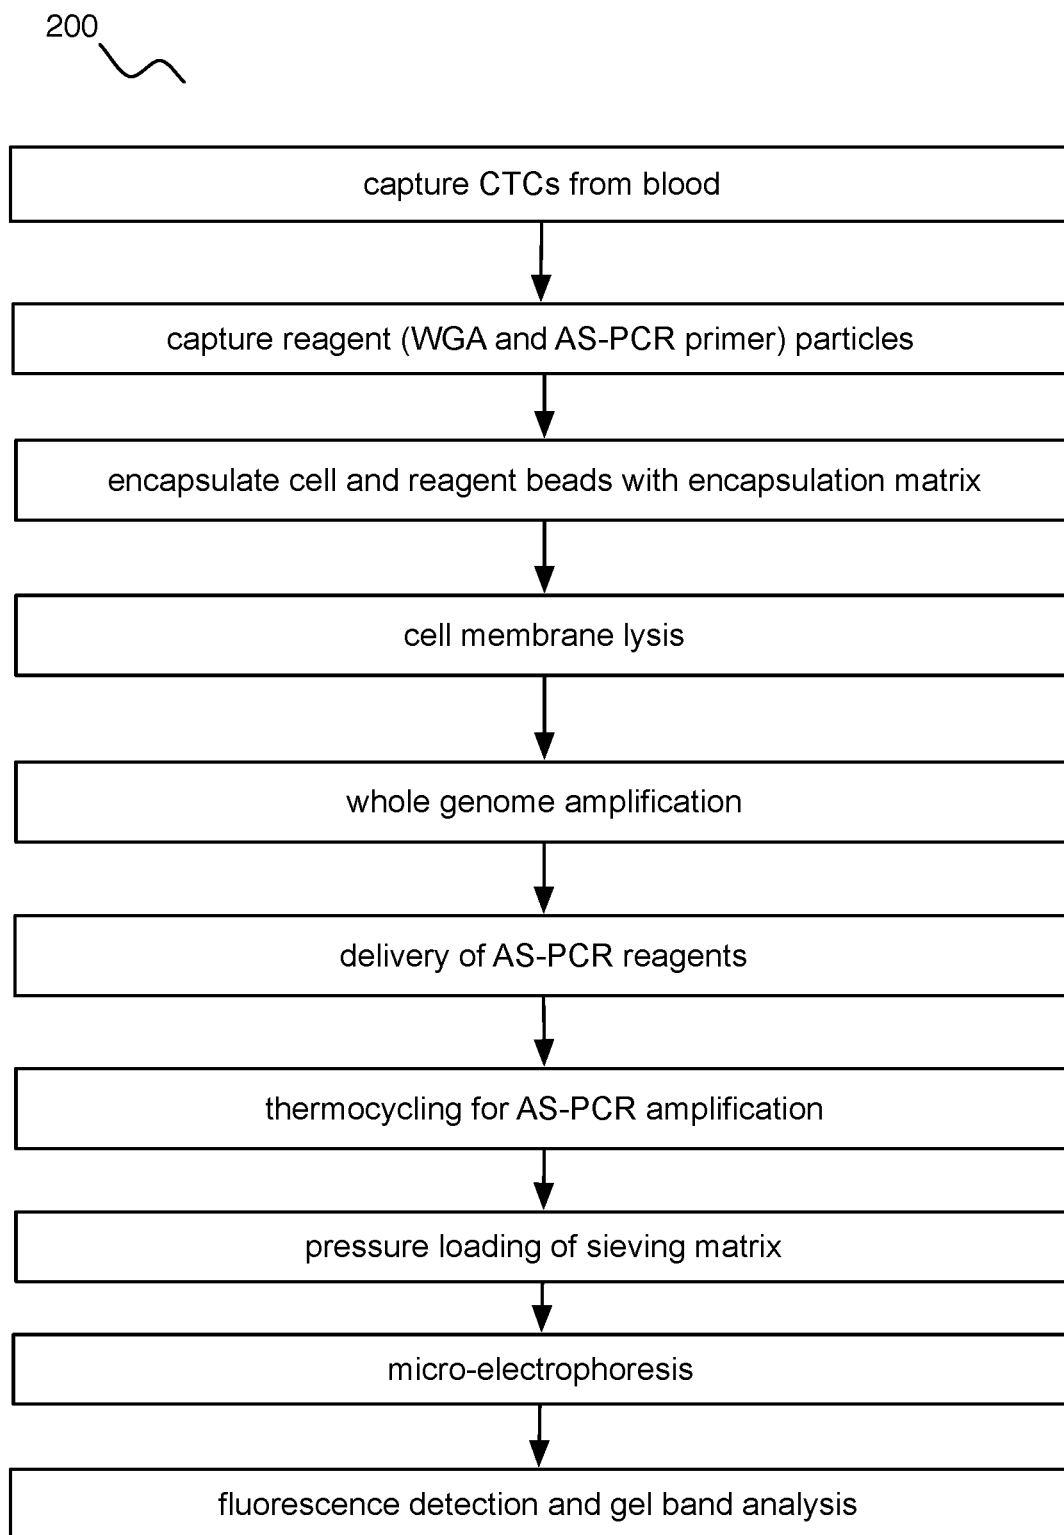 200
capture CTCs from blood
capture reagent (WGA and AS-PCR primer) particles
encapsulate cell and reagent beads with encapsulation matrix
cell membrane lysis
whole genome amplification
delivery of AS-PCR reagents
thermocycling for AS-PCR amplification
pressure loading of sieving matrix
micro-electrophoresis
fluorescence detection and gel band analysis